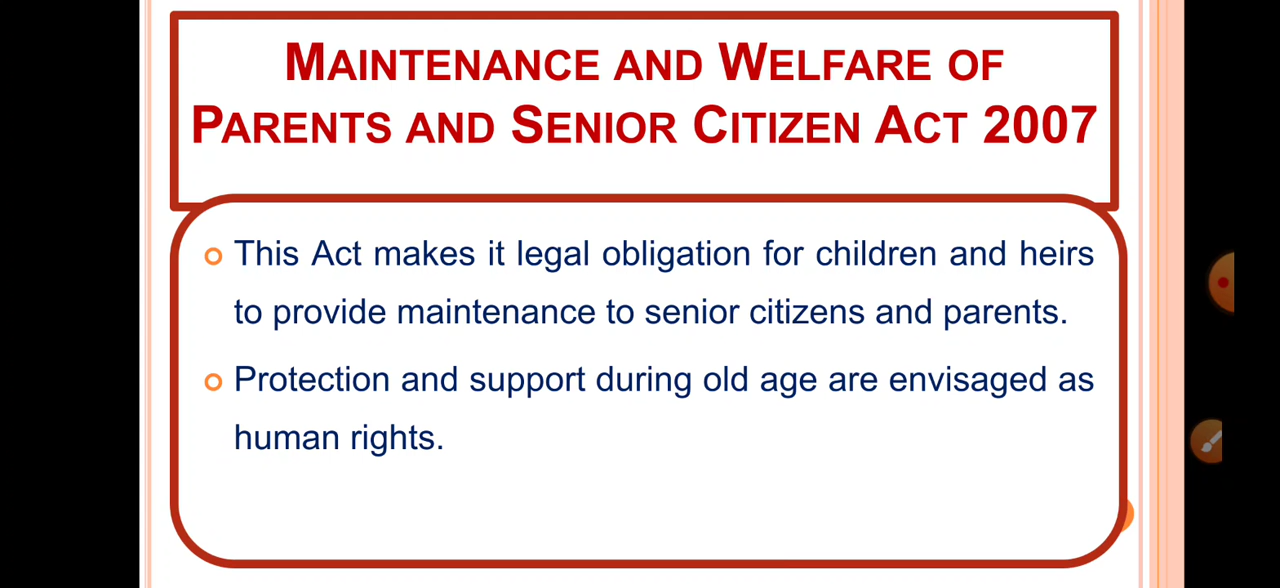 MAINTENANCE AND WELFARE OF
PARENTS AND SENIOR CITIZEN ACT 2007
This Act makes it legal obligation for children and heirs
to provide maintenance to senior citizens and parents.
Protection and support during old age are envisaged as
human rights.